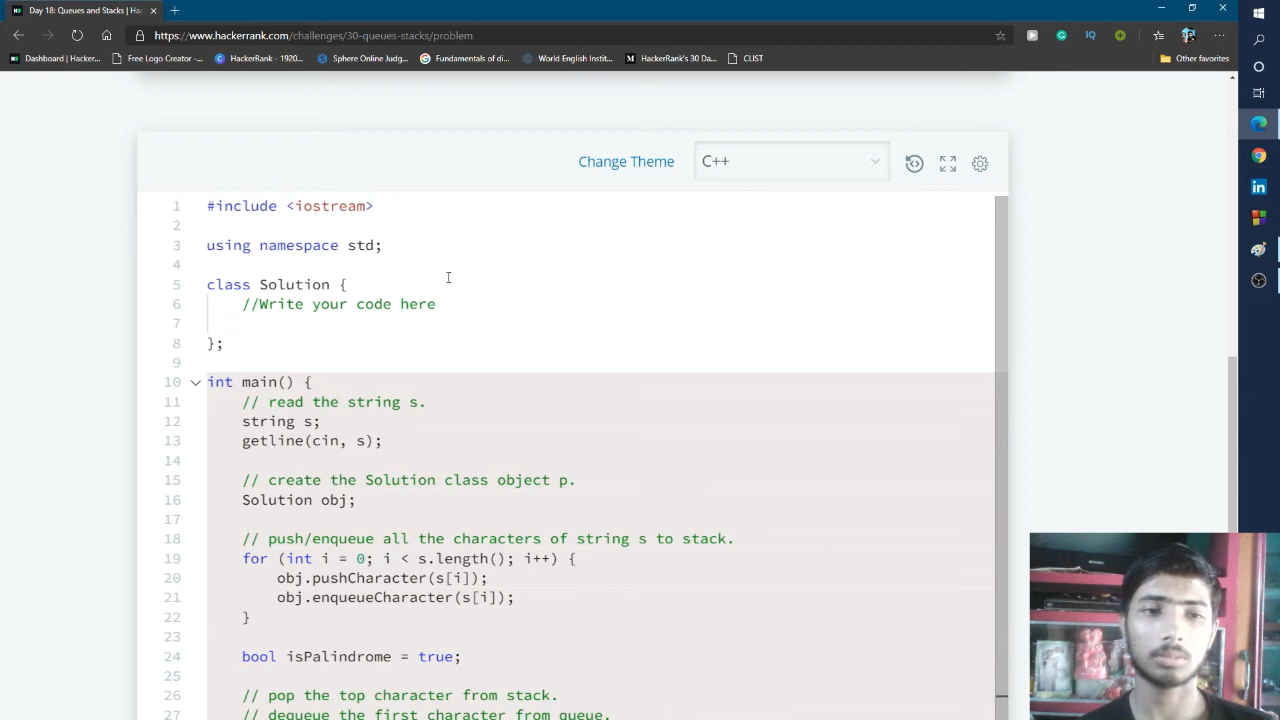 Day 18: Queues and Stacks | Hac
https://www.hackerrank.com/challenges/30-queues-stacks/problem
Dashboard | Hacker... Free Logo Creator -... HackerRank - 1920... Sphere Online Judg... Fundamentals of di... World English Instit... HackerRank's 30 Da... CLIST Other favorites
Change Theme C++
1 #include <iostream>
2
3 using namespace std;
4
5 class Solution {
6 //Write your code here
7
8 };
9
10 int main() {
11 // read the string s.
12 string s;
13 getline(cin, s);
14
15 // create the Solution class object p.
16 Solution obj;
17
18 // push/enqueue all the characters of string s to stack.
19 for (int i = 0; i < s.length(); i++) {
20 obj.pushCharacter(s[i]);
21 obj.enqueueCharacter(s[i]);
22 }
23
24 bool isPalindrome = true;
25
26 // pop the top character from stack.
27 // dequeue the first character from queue.